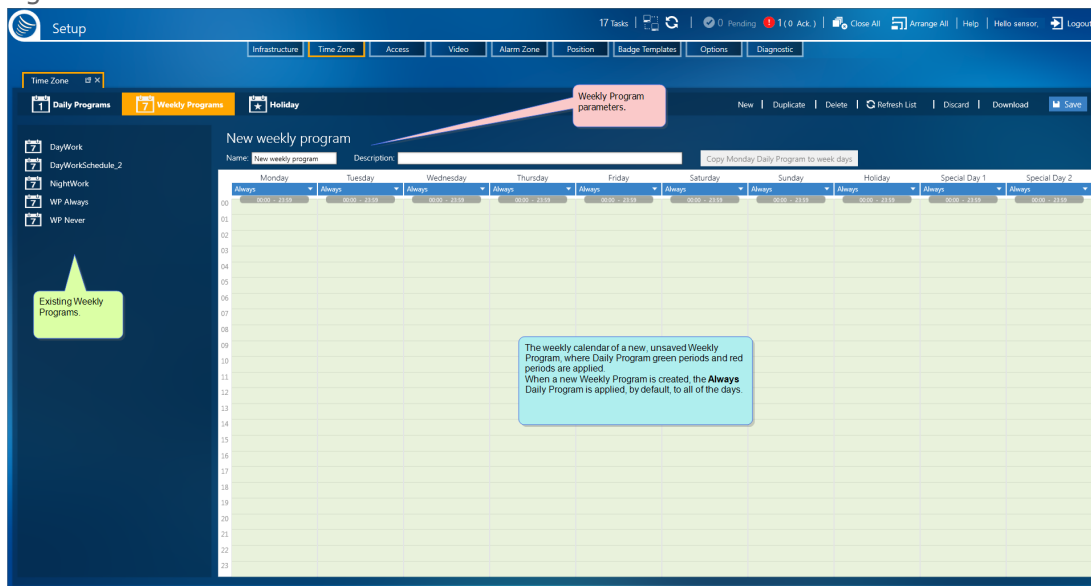 Setup
17 Tasks | | 0 Pending 1 ( 0 Ack. ) | Close All Arrange All | Help | Hello sensor, Logout
Infrastructure Time Zone Access Video Alarm Zone Position Badge Templates Options Diagnostic
Time Zone
1 Daily Programs 7 Weekly Programs Holiday
New | Duplicate | Delete | Refresh List | Discard | Download Save
Weekly Program
parameters.
7 DayWork
7 DayWorkSchedule_2
7 NightWork
7 WP Always
7 WP Never
Existing Weekly
Programs.
New weekly program
Name: New weekly program Description: Copy Monday Daily Program to week days
Monday Tuesday Wednesday Thursday Friday Saturday Sunday Holiday Special Day 1 Special Day 2
Always Always Always Always Always Always Always Always Always Always
00 00:00 - 23:59 00:00 - 23:59 00:00 - 23:59 00:00 - 23:59 00:00 - 23:59 00:00 - 23:59 00:00 - 23:59 00:00 - 23:59 00:00 - 23:59 00:00 - 23:59
01
02
03
04
05
06
07
08
09
10
11
12
13
14
15
16
17
18
19
20
21
22
23
The weekly calendar of a new, unsaved Weekly
Program, where Daily Program green periods and red
periods are applied.
When a new Weekly Program is created, the Always
Daily Program is applied, by default, to all of the days.